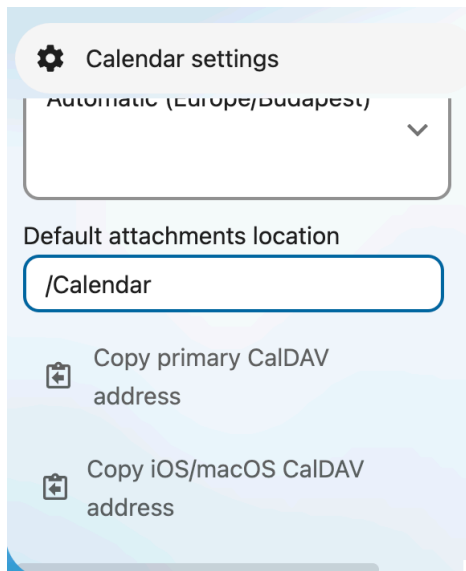 Calendar settings
Automatic (Europe/Budapest)
Default attachments location
/Calendar
Copy primary CalDAV
address
Copy iOS/macOS CalDAV
address